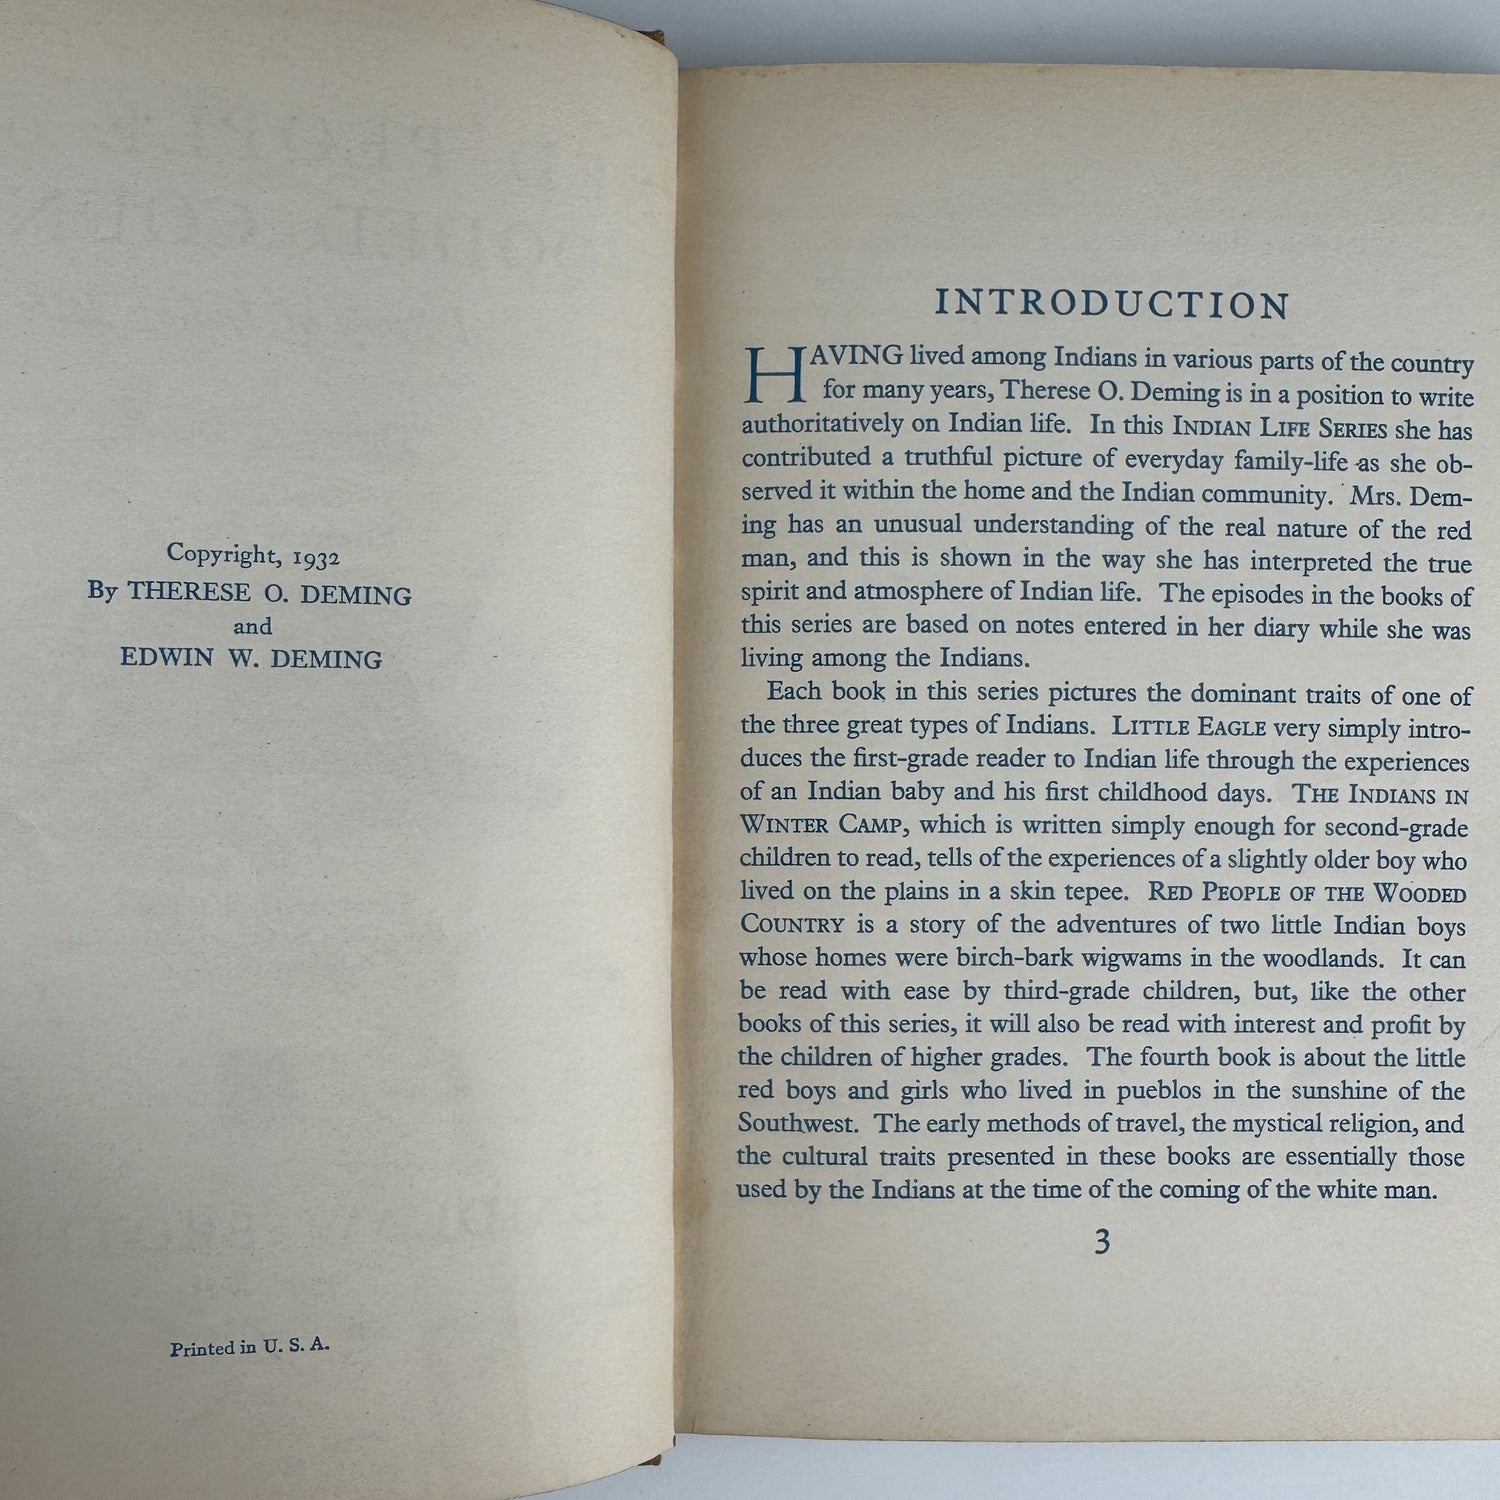 Copyright, 1932
By THERESE O. DEMING
and
EDWIN W. DEMING
Printed in U. S. A.
INTRODUCTION
HAVING lived among Indians in various parts of the country
for many years, Therese O. Deming is in a position to write
authoritatively on Indian life. In this INDIAN LIFE SERIES she has
contributed a truthful picture of everyday family-life as she ob-
served it within the home and the Indian community. Mrs. Dem-
ing has an unusual understanding of the real nature of the red
man, and this is shown in the way she has interpreted the true
spirit and atmosphere of Indian life. The episodes in the books of
this series are based on notes entered in her diary while she was
living among the Indians.
Each book in this series pictures the dominant traits of one of
the three great types of Indians. LITTLE EAGLE very simply intro-
duces the first-grade reader to Indian life through the experiences
of an Indian baby and his first childhood days. THE INDIANS IN
WINTER CAMP, which is written simply enough for second-grade
children to read, tells of the experiences of a slightly older boy who
lived on the plains in a skin tepee. RED PEOPLE OF THE WOODED
COUNTRY is a story of the adventures of two little Indian boys
whose homes were birch-bark wigwams in the woodlands. It can
be read with ease by third-grade children, but, like the other
books of this series, it will also be read with interest and profit by
the children of higher grades. The fourth book is about the little
red boys and girls who lived in pueblos in the sunshine of the
Southwest. The early methods of travel, the mystical religion, and
the cultural traits presented in these books are essentially those
used by the Indians at the time of the coming of the white man.
3